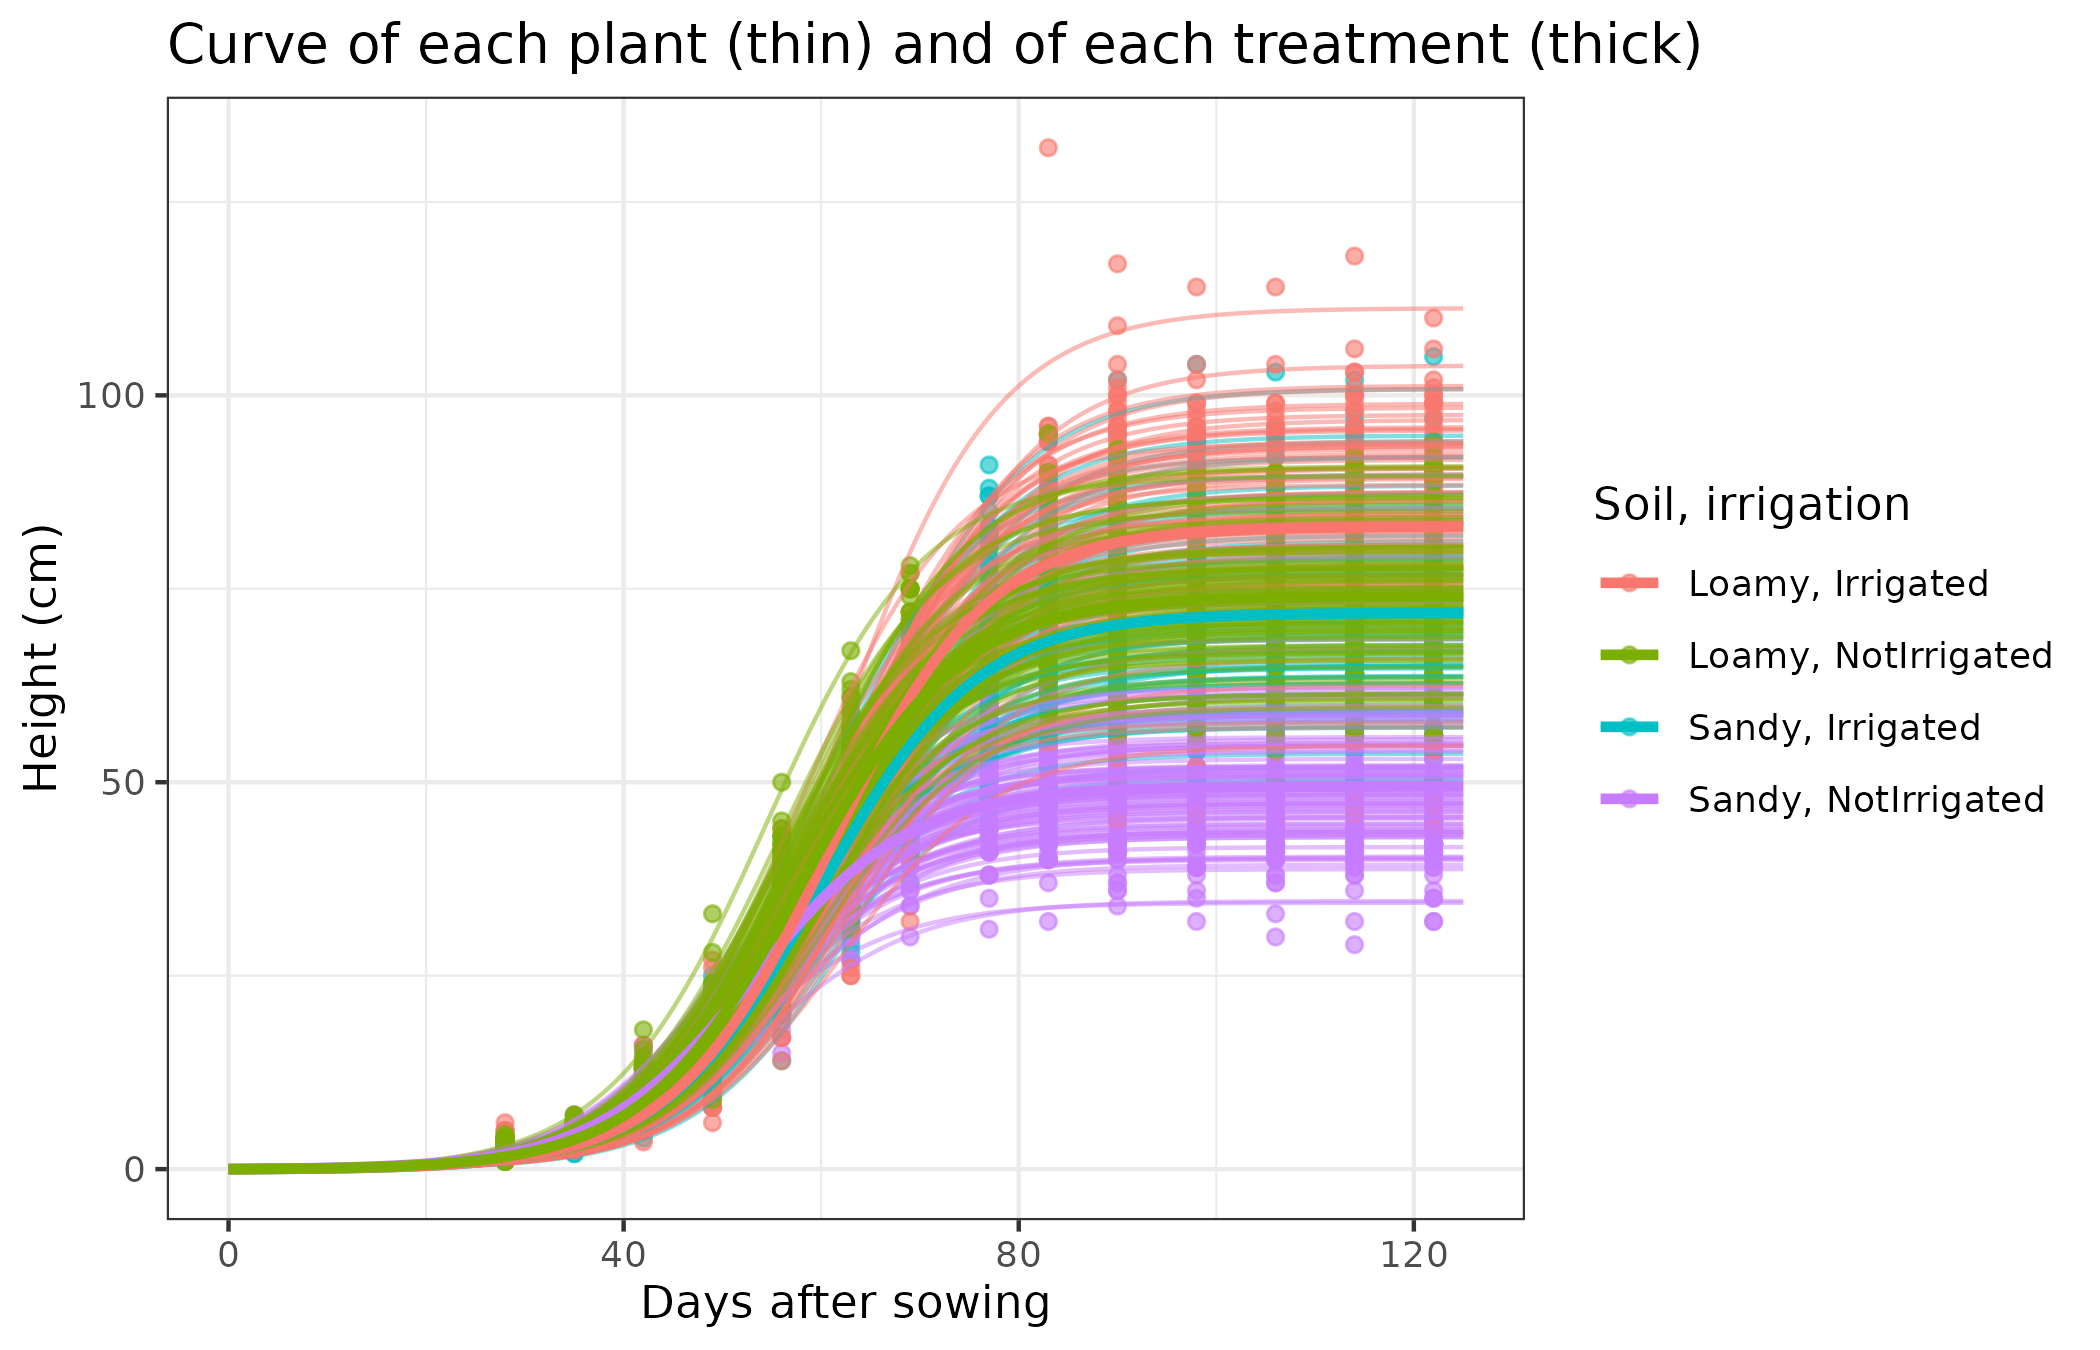 Curve of each plant (thin) and of each treatment (thick)
Height (cm)
100
50
0
0 40 80 120
Days after sowing
Soil, irrigation
Loamy, Irrigated
Loamy, NotIrrigated
Sandy, Irrigated
Sandy, NotIrrigated